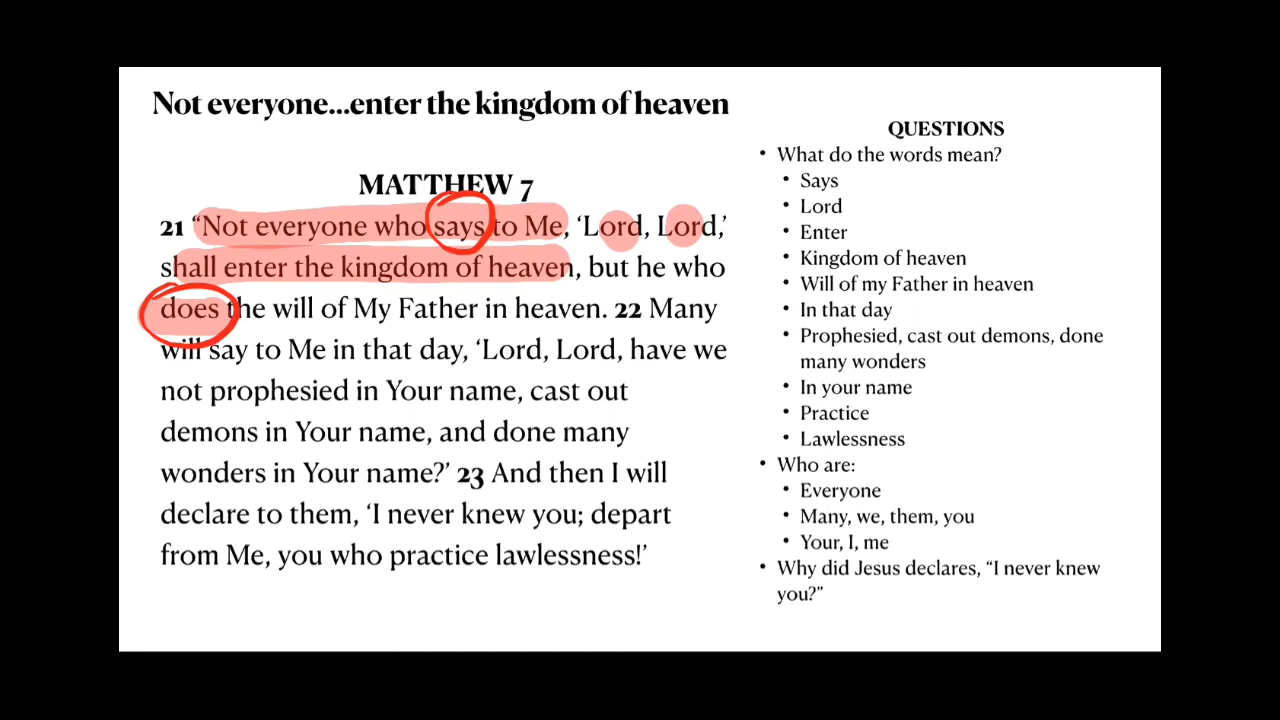 Not everyone...enter the kingdom of heaven
MATTHEW 7
21 “Not everyone who says to Me, ‘Lord, Lord,’
shall enter the kingdom of heaven, but he who
does the will of My Father in heaven. 22 Many
will say to Me in that day, ‘Lord, Lord, have we
not prophesied in Your name, cast out
demons in Your name, and done many
wonders in Your name?’ 23 And then I will
declare to them, ‘I never knew you; depart
from Me, you who practice lawlessness!’
QUESTIONS
• What do the words mean?
• Says
• Lord
• Enter
• Kingdom of heaven
• Will of my Father in heaven
• In that day
• Prophesied, cast out demons, done
many wonders
• In your name
• Practice
• Lawlessness
• Who are:
• Everyone
• Many, we, them, you
• Your, I, me
• Why did Jesus declares, “I never knew
you?”